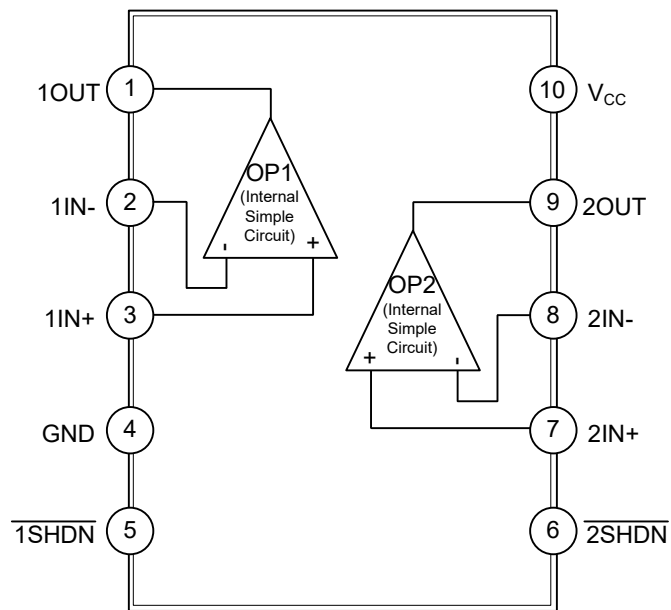 1OUT 1
10 VCC
OP1
(Internal
Simple
Circuit)
- +
1IN- 2
9 2OUT
OP2
(Internal
Simple
Circuit)
+ -
1IN+ 3
8 2IN-
GND 4
7 2IN+
1SHDN 5
6 2SHDN